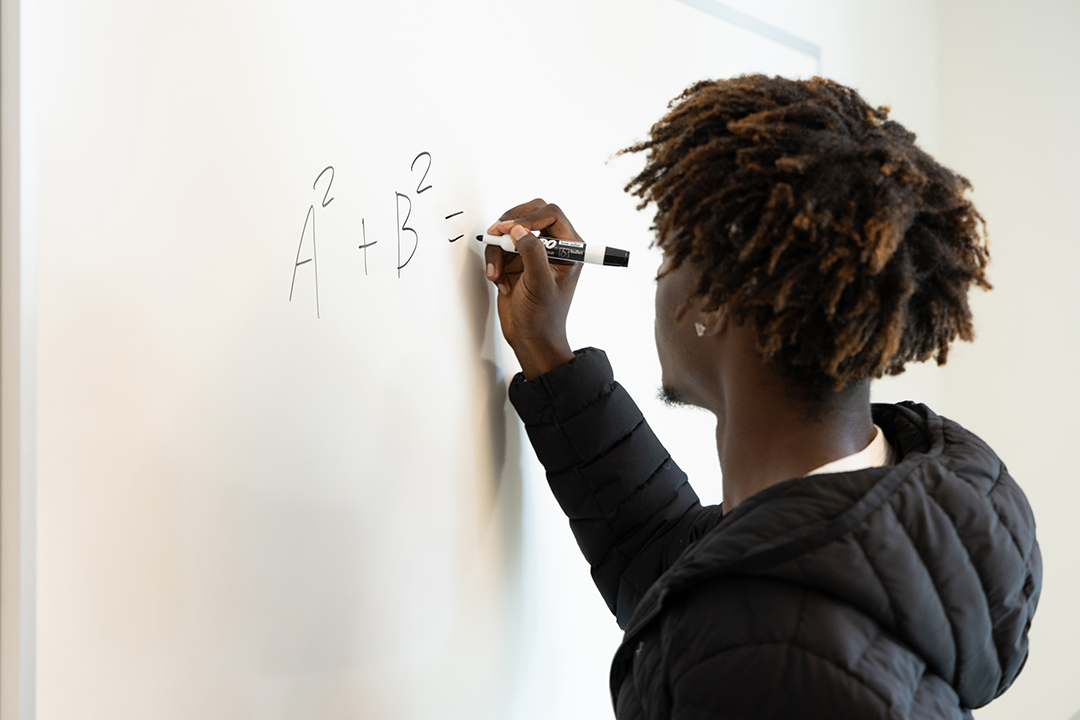 A² + B² =